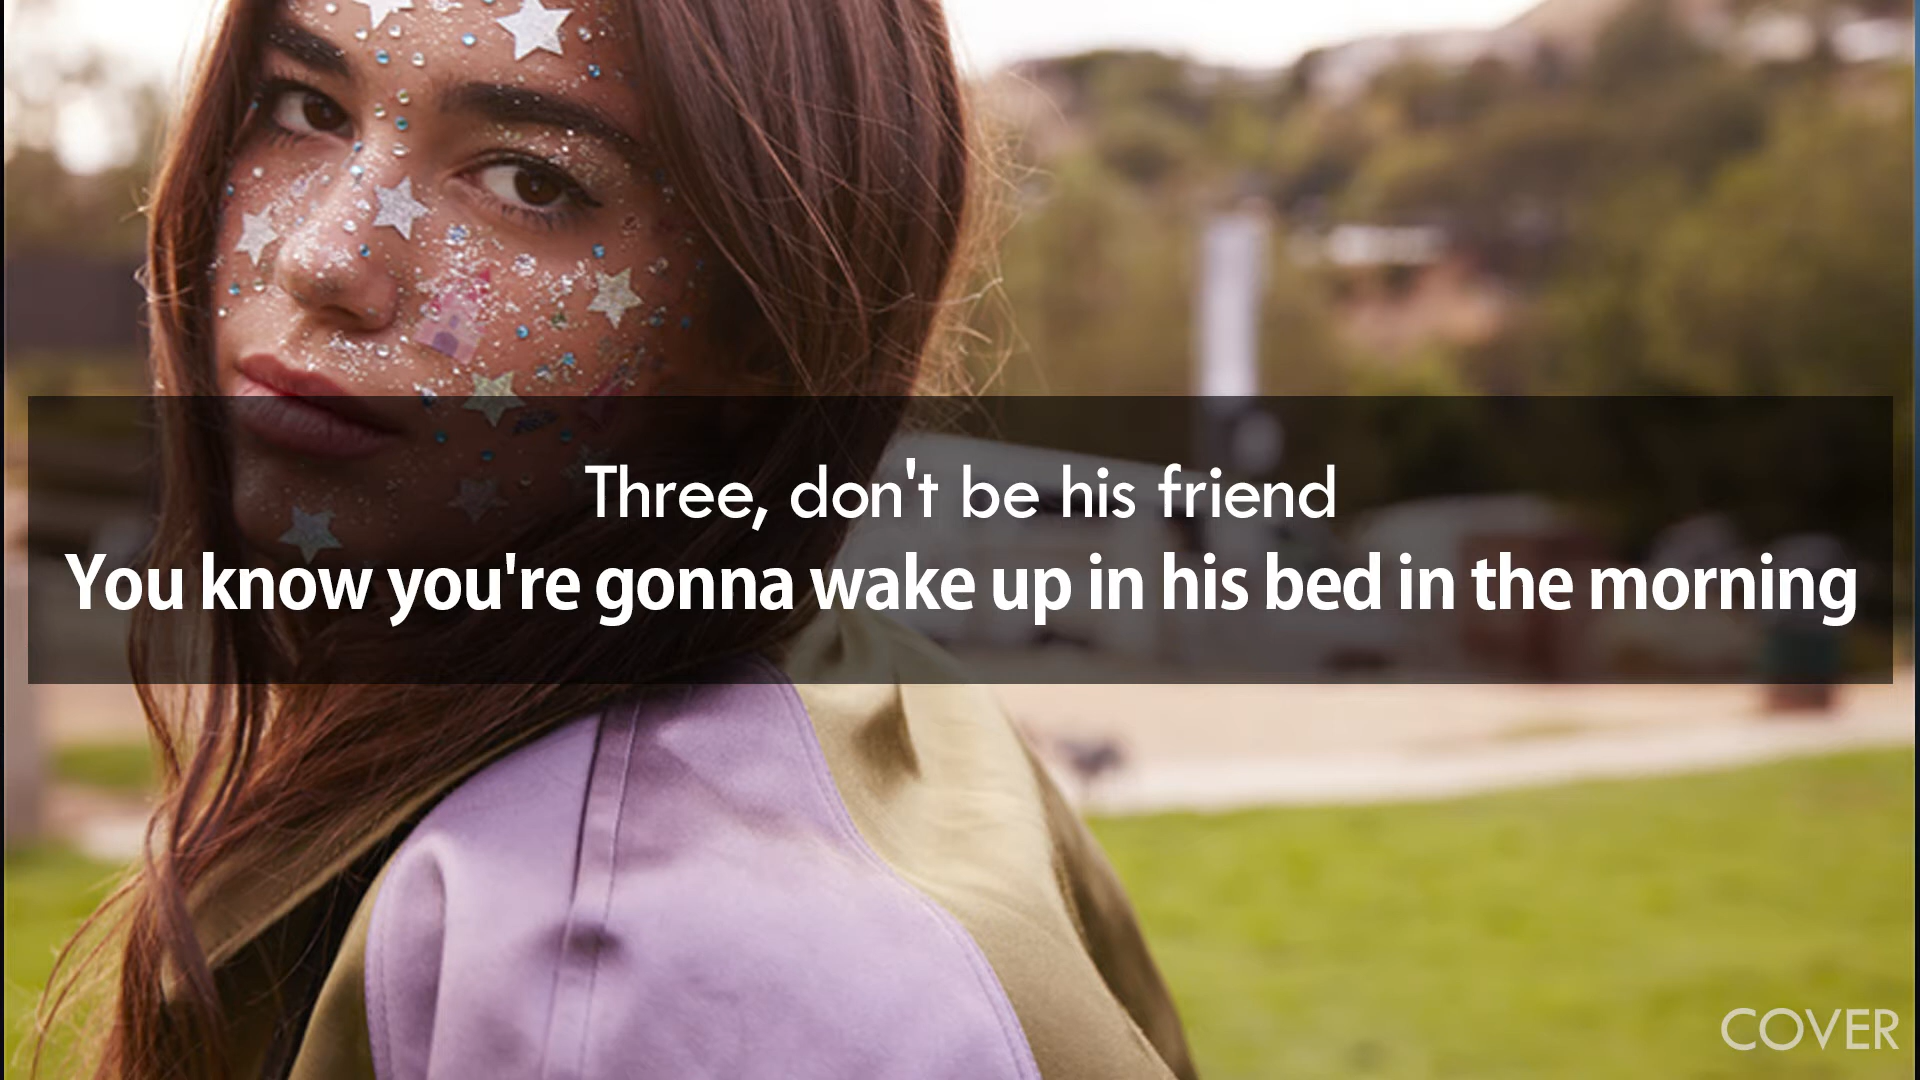 Three, don't be his friend
You know you're gonna wake up in his bed in the morning
COVER